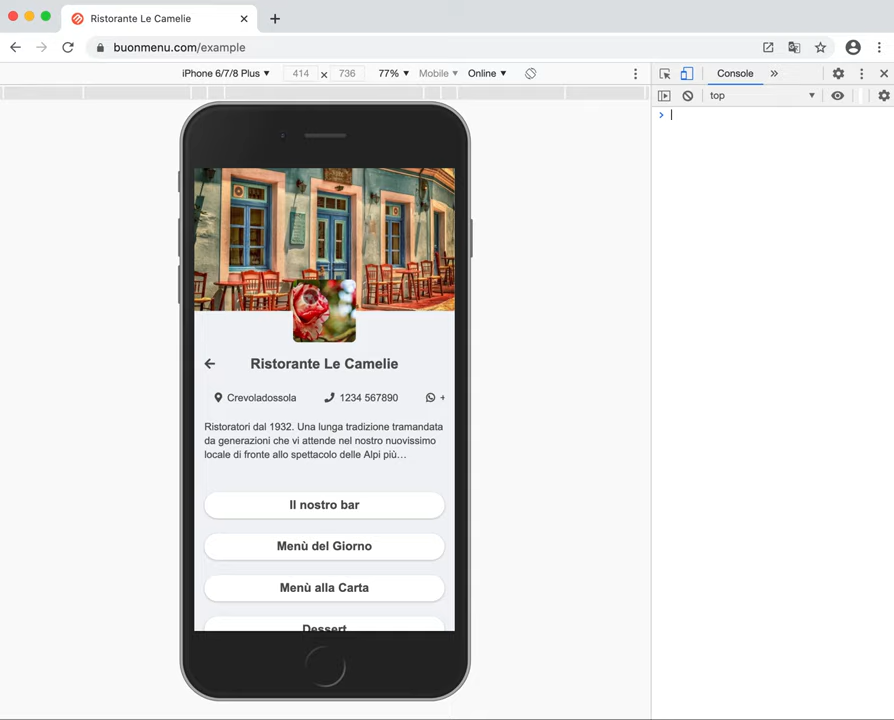 Ristorante Le Camelie
buonmenu.com/example
iPhone 6/7/8 Plus 414 x 736 77% Mobile Online
Console
top
Ristorante Le Camelie
Crevoladossola 1234 567890 +
Ristoratori dal 1932. Una lunga tradizione tramandata
da generazioni che vi attende nel nostro nuovissimo
locale di fronte allo spettacolo delle Alpi più…
Il nostro bar
Menù del Giorno
Menù alla Carta
Dessert